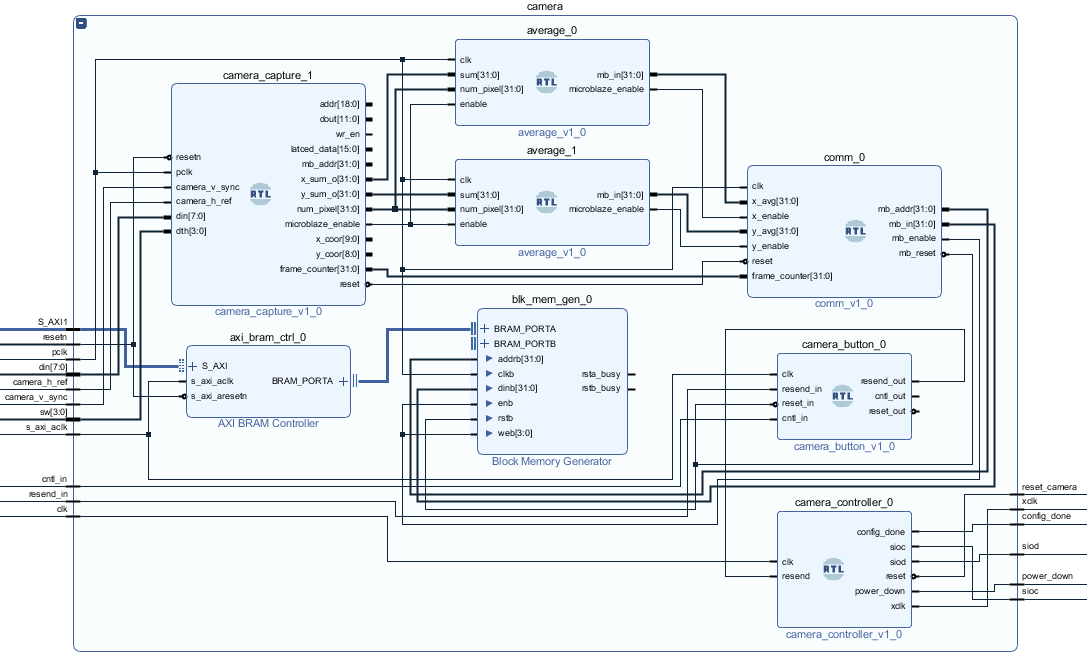 camera
average_0
clk
sum[31:0]
num_pixel[31:0]
enable
mb_in[31:0]
microblaze_enable
RTL
average_v1_0
camera_capture_1
resetn
pclk
camera_v_sync
camera_h_ref
din[7:0]
dth[3:0]
RTL
addr[18:0]
dout[11:0]
wr_en
latced_data[15:0]
mb_addr[31:0]
x_sum_o[31:0]
y_sum_o[31:0]
num_pixel[31:0]
microblaze_enable
x_coor[9:0]
y_coor[8:0]
frame_counter[31:0]
reset
camera_capture_v1_0
average_1
clk
sum[31:0]
num_pixel[31:0]
enable
mb_in[31:0]
microblaze_enable
RTL
average_v1_0
comm_0
clk
x_avg[31:0]
x_enable
y_avg[31:0]
y_enable
reset
frame_counter[31:0]
RTL
mb_addr[31:0]
mb_in[31:0]
mb_enable
mb_reset
comm_v1_0
S_AXI1
resetn
pclk
din[7:0]
camera_h_ref
camera_v_sync
sw[3:0]
s_axi_aclk
cntl_in
resend_in
clk
axi_bram_ctrl_0
S_AXI
s_axi_aclk
s_axi_aresetn
BRAM_PORTA
AXI BRAM Controller
blk_mem_gen_0
BRAM_PORTA
BRAM_PORTB
addrb[31:0]
clkb
dinb[31:0]
enb
rstb
web[3:0]
rsta_busy
rstb_busy
Block Memory Generator
camera_button_0
clk
resend_in
reset_in
cntl_in
RTL
resend_out
cntl_out
reset_out
camera_button_v1_0
camera_controller_0
clk
resend
RTL
config_done
sioc
siod
reset
power_down
xclk
camera_controller_v1_0
reset_camera
xclk
config_done
siod
power_down
sioc